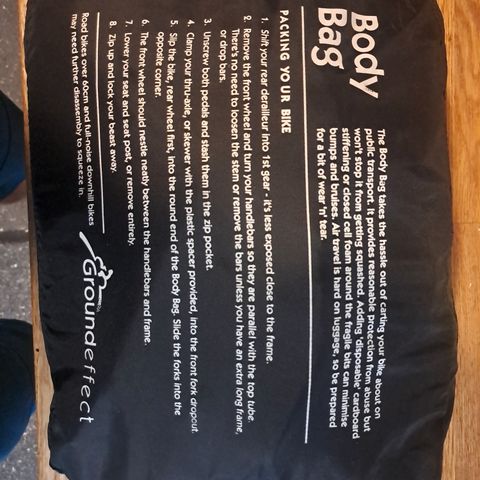 Body
Bag
The Body Bag takes the hassle out of carting your bike about on
public transport. It provides reasonable protection from abuse but
won't stop it from getting squashed. Adding 'disposable' cardboard
stiffening or closed cell foam around the fragile bits can minimise
bumps and bruises. Air travel is hard on luggage, so be prepared
for a bit of wear 'n' tear.
PACKING YOUR BIKE
1. Shift your rear derailleur into 1st gear - it's less exposed close to the frame.
2. Remove the front wheel and turn your handlebars so they are parallel with the top tube.
There's no need to loosen the stem or remove the bars unless you have an extra long frame,
or drop bars.
3. Unscrew both pedals and stash them in the zip pocket.
4. Clamp your thru-axle, or skewer with the plastic spacer provided, into the front fork dropout.
5. Slip the bike, rear wheel first, into the round end of the Body Bag. Slide the forks into the
opposite corner.
6. The front wheel should nestle neatly between the handlebars and frame.
7. Lower your seat and seat post, or remove entirely.
8. Zip up and lock your beast away.
Road bikes over 60cm and full-noise downhill bikes
may need further disassembly to squeeze in.
Groundeffect